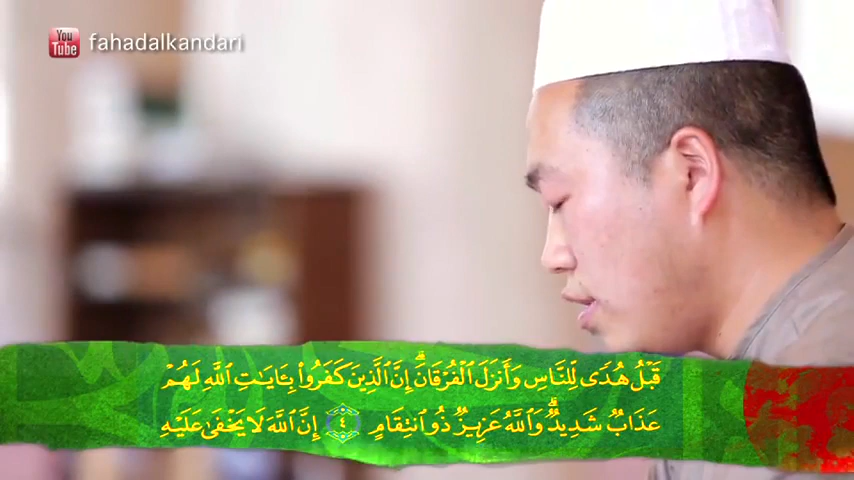 You Tube fahadalkandari
قَبۡلُ هُدٗى لِّلنَّاسِ وَأَنزَلَ ٱلۡفُرۡقَانَۗ إِنَّ ٱلَّذِينَ كَفَرُواْ بِـَٔايَٰتِ ٱللَّهِ لَهُمۡ
عَذَابٞ شَدِيدٞۗ وَٱللَّهُ عَزِيزٞ ذُو ٱنتِقَامٍ ٤ إِنَّ ٱللَّهَ لَا يَخۡفَىٰ عَلَيۡهِ